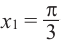 x₁ = π/3